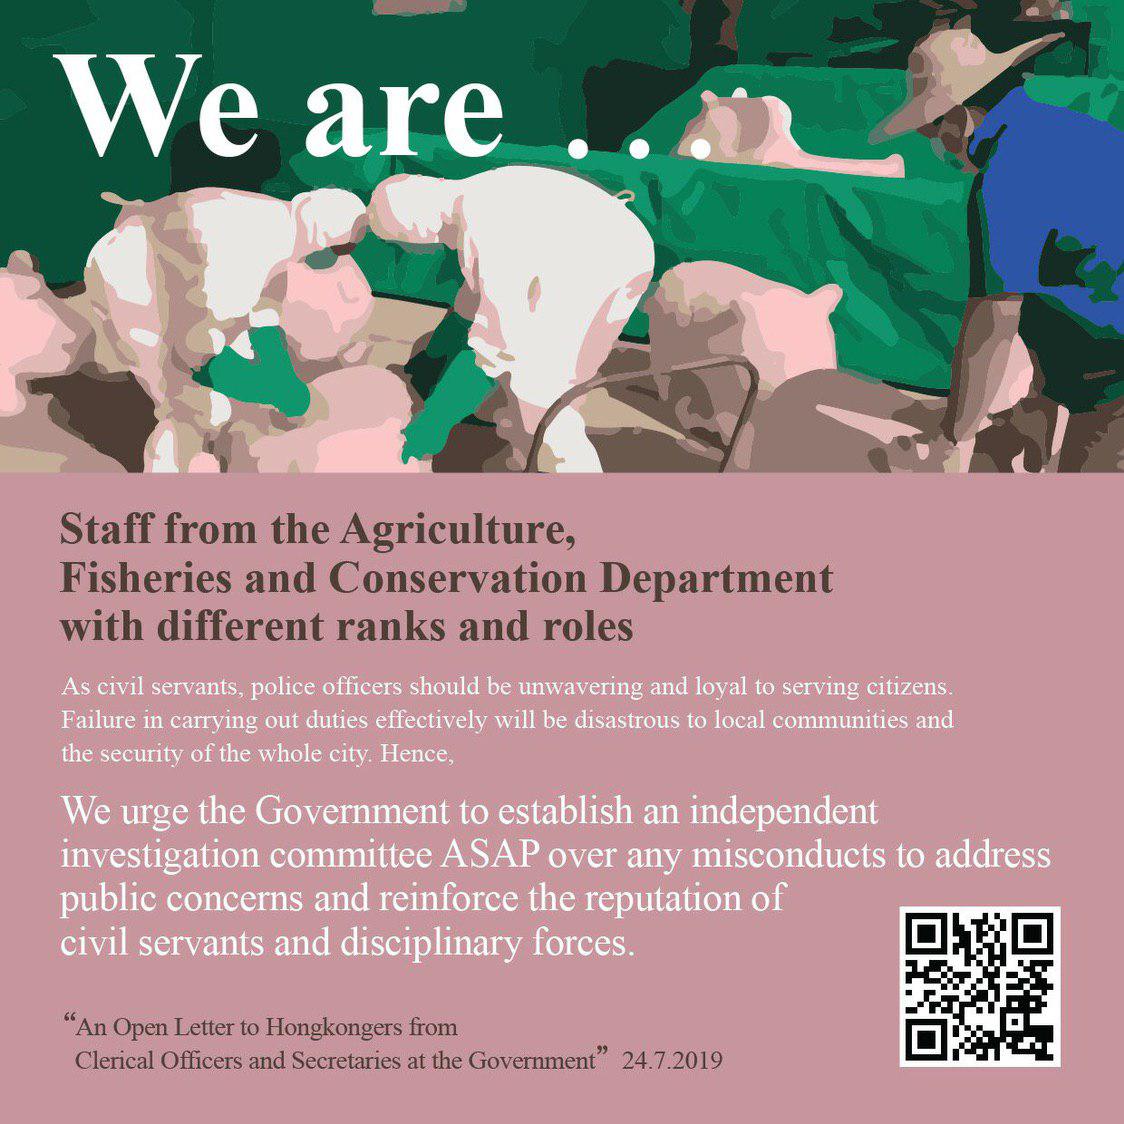 We are ...
Staff from the Agriculture,
Fisheries and Conservation Department
with different ranks and roles
As civil servants, police officers should be unwavering and loyal to serving citizens.
Failure in carrying out duties effectively will be disastrous to local communities and
the security of the whole city. Hence,
We urge the Government to establish an independent
investigation committee ASAP over any misconducts to address
public concerns and reinforce the reputation of
civil servants and disciplinary forces.
“An Open Letter to Hongkongers from
Clerical Officers and Secretaries at the Government” 24.7.2019